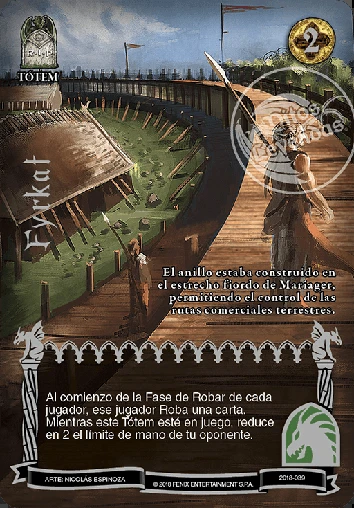 R.I.P
2
TÓTEM
Fyrkat
El anillo estaba construido en
el estrecho fiordo de Mariager,
permitiendo el control de las
rutas comerciales terrestres.
Al comienzo de la Fase de Robar de cada
jugador, ese jugador Roba una carta.
Mientras este Tótem esté en juego, reduce
en 2 el límite de mano de tu oponente.
ARTE: NICOLÁS ESPINOZA
© 2018 FENIX ENTERTAINMENT S.P.A.
2018-039